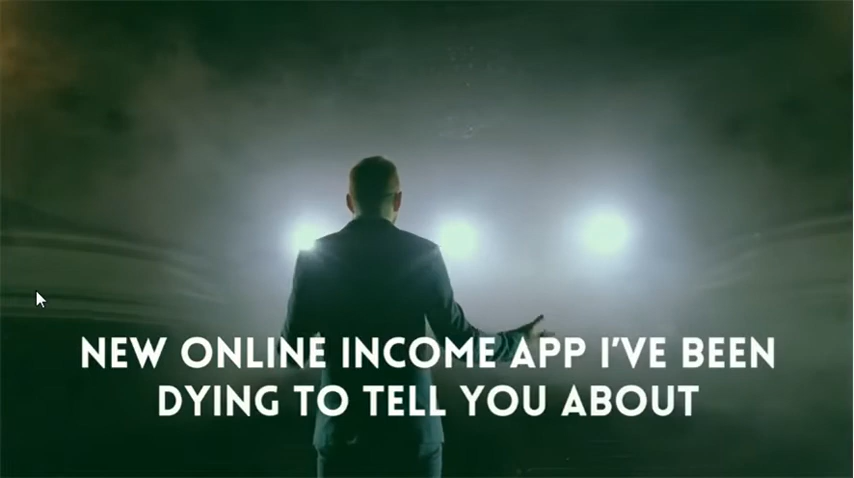 NEW ONLINE INCOME APP I'VE BEEN
DYING TO TELL YOU ABOUT